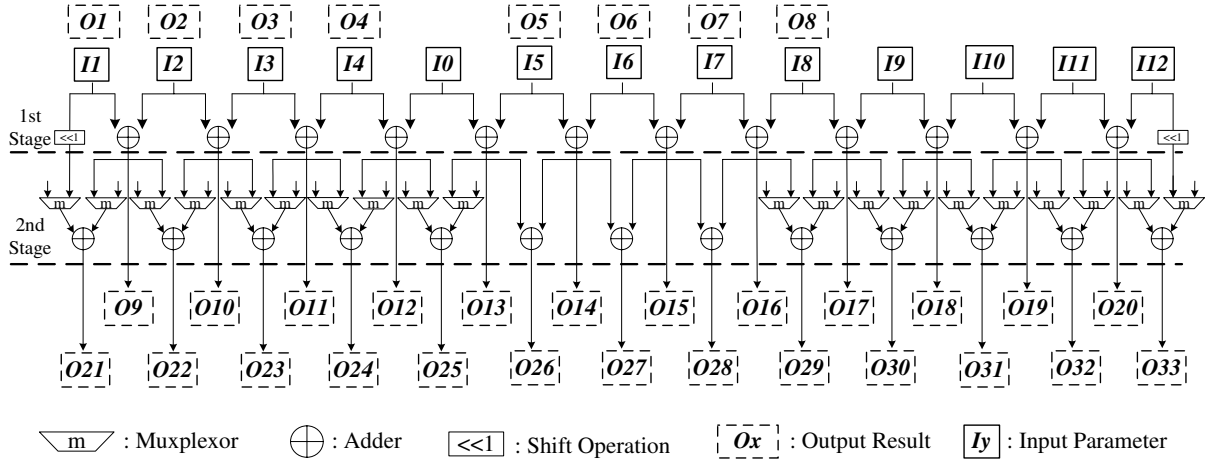 O1 O2 O3 O4 O5 O6 O7 O8
I1 I2 I3 I4 I0 I5 I6 I7 I8 I9 I10 I11 I12
1st
Stage
<<1 <<1
m m m m m m m m m m m m m m m m m m m m
2nd
Stage
O9 O10 O11 O12 O13 O14 O15 O16 O17 O18 O19 O20
O21 O22 O23 O24 O25 O26 O27 O28 O29 O30 O31 O32 O33
m : Muxplexor : Adder <<1 : Shift Operation Ox : Output Result Iy : Input Parameter